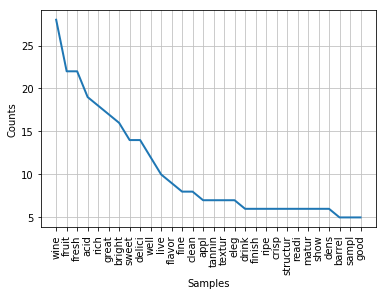 25
20
15
10
5
Counts
wine
fruit
fresh
acid
rich
great
bright
sweet
delici
well
live
flavor
fine
clean
appl
tannin
textur
eleg
drink
finish
ripe
crisp
structur
readi
matur
show
dens
barrel
sampl
good
Samples